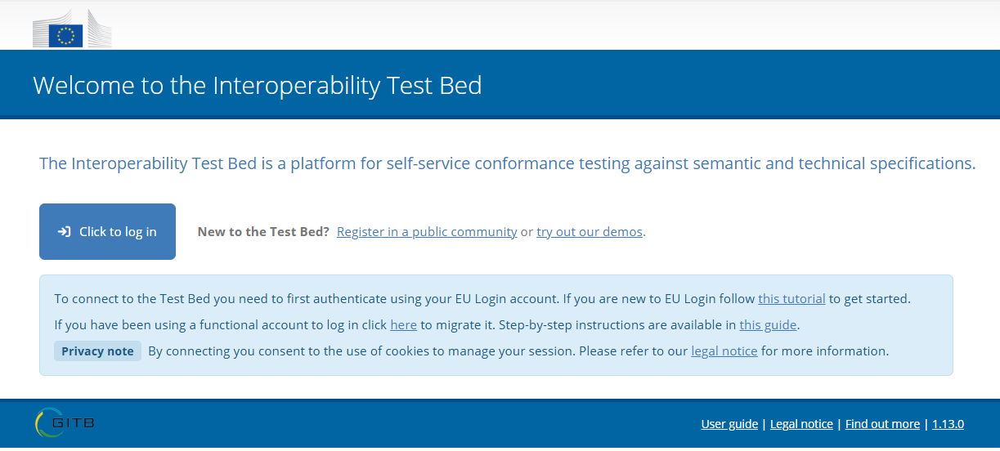 Welcome to the Interoperability Test Bed
The Interoperability Test Bed is a platform for self-service conformance testing against semantic and technical specifications.
Click to log in
New to the Test Bed? Register in a public community or try out our demos.
To connect to the Test Bed you need to first authenticate using your EU Login account. If you are new to EU Login follow this tutorial to get started.
If you have been using a functional account to log in click here to migrate it. Step-by-step instructions are available in this guide.
Privacy note By connecting you consent to the use of cookies to manage your session. Please refer to our legal notice for more information.
GITB
User guide | Legal notice | Find out more | 1.13.0